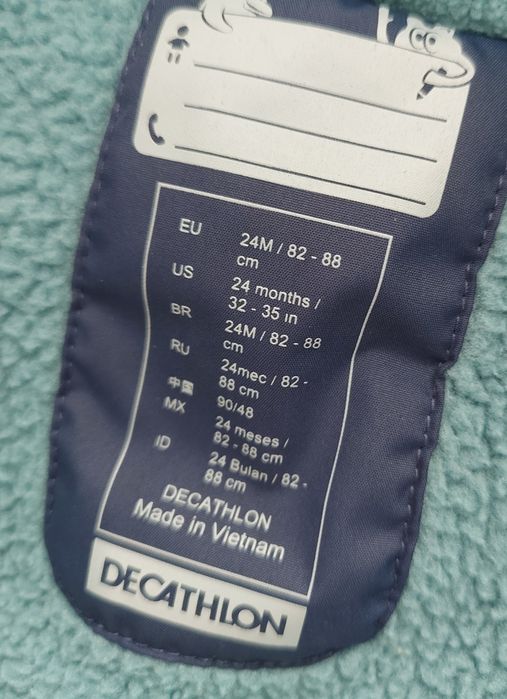 EU 24M / 82 - 88
cm
US 24 months /
32 - 35 in
BR 24M / 82 - 88
cm
RU 24mec / 82 -
88 cm
中国 90/48
MX 24 meses /
82 - 88 cm
ID 24 Bulan / 82 -
88 cm
DECATHLON
Made in Vietnam
DECATHLON